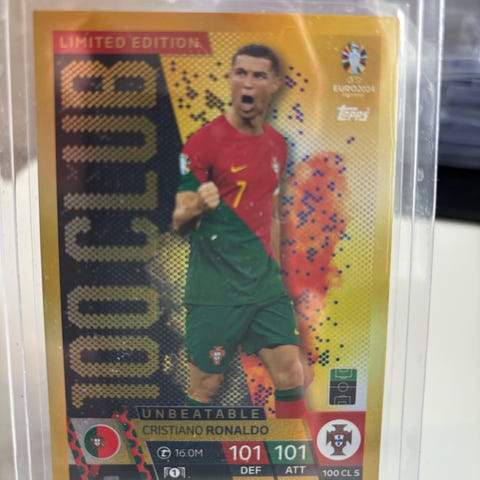 LIMITED EDITION
100 CLUB
EURO2024
Topps
7
UNBEATABLE
CRISTIANO RONALDO
16.0M
1
101 DEF
101 ATT
100 CL 5